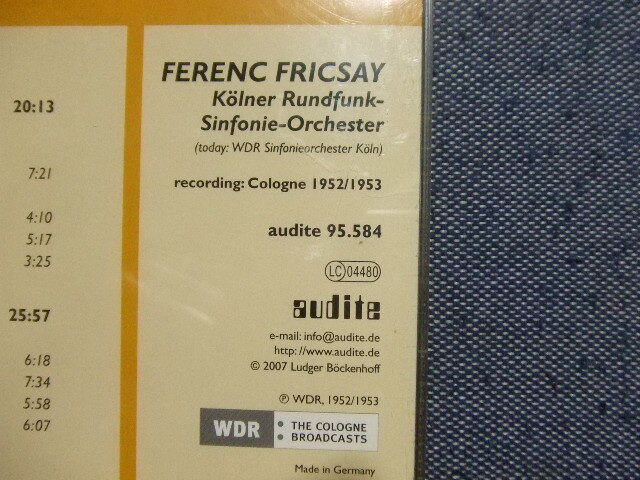 20:13
7:21
4:10
5:17
3:25
25:57
6:18
7:34
5:58
6:07
FERENC FRICSAY
Kölner Rundfunk-
Sinfonie-Orchester
(today: WDR Sinfonieorchester Köln)
recording: Cologne 1952/1953
audite 95.584
LC 04480
audite
e-mail: info@audite.de
http: //www.audite.de
© 2007 Ludger Böckenhoff
℗ WDR, 1952/1953
WDR • THE COLOGNE
• BROADCASTS
Made in Germany